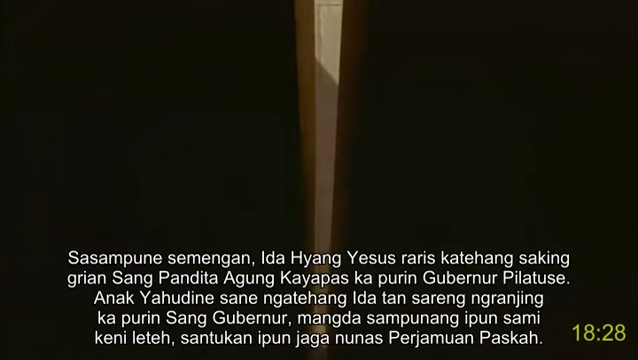 Sasampune semengan, Ida Hyang Yesus raris katehang saking
grian Sang Pandita Agung Kayapas ka purin Gubernur Pilatuse.
Anak Yahudine sane ngatehang Ida tan sareng ngranjing
ka purin Sang Gubernur, mangda sampunang ipun sami
keni leteh, santukan ipun jaga nunas Perjamuan Paskah.
18:28